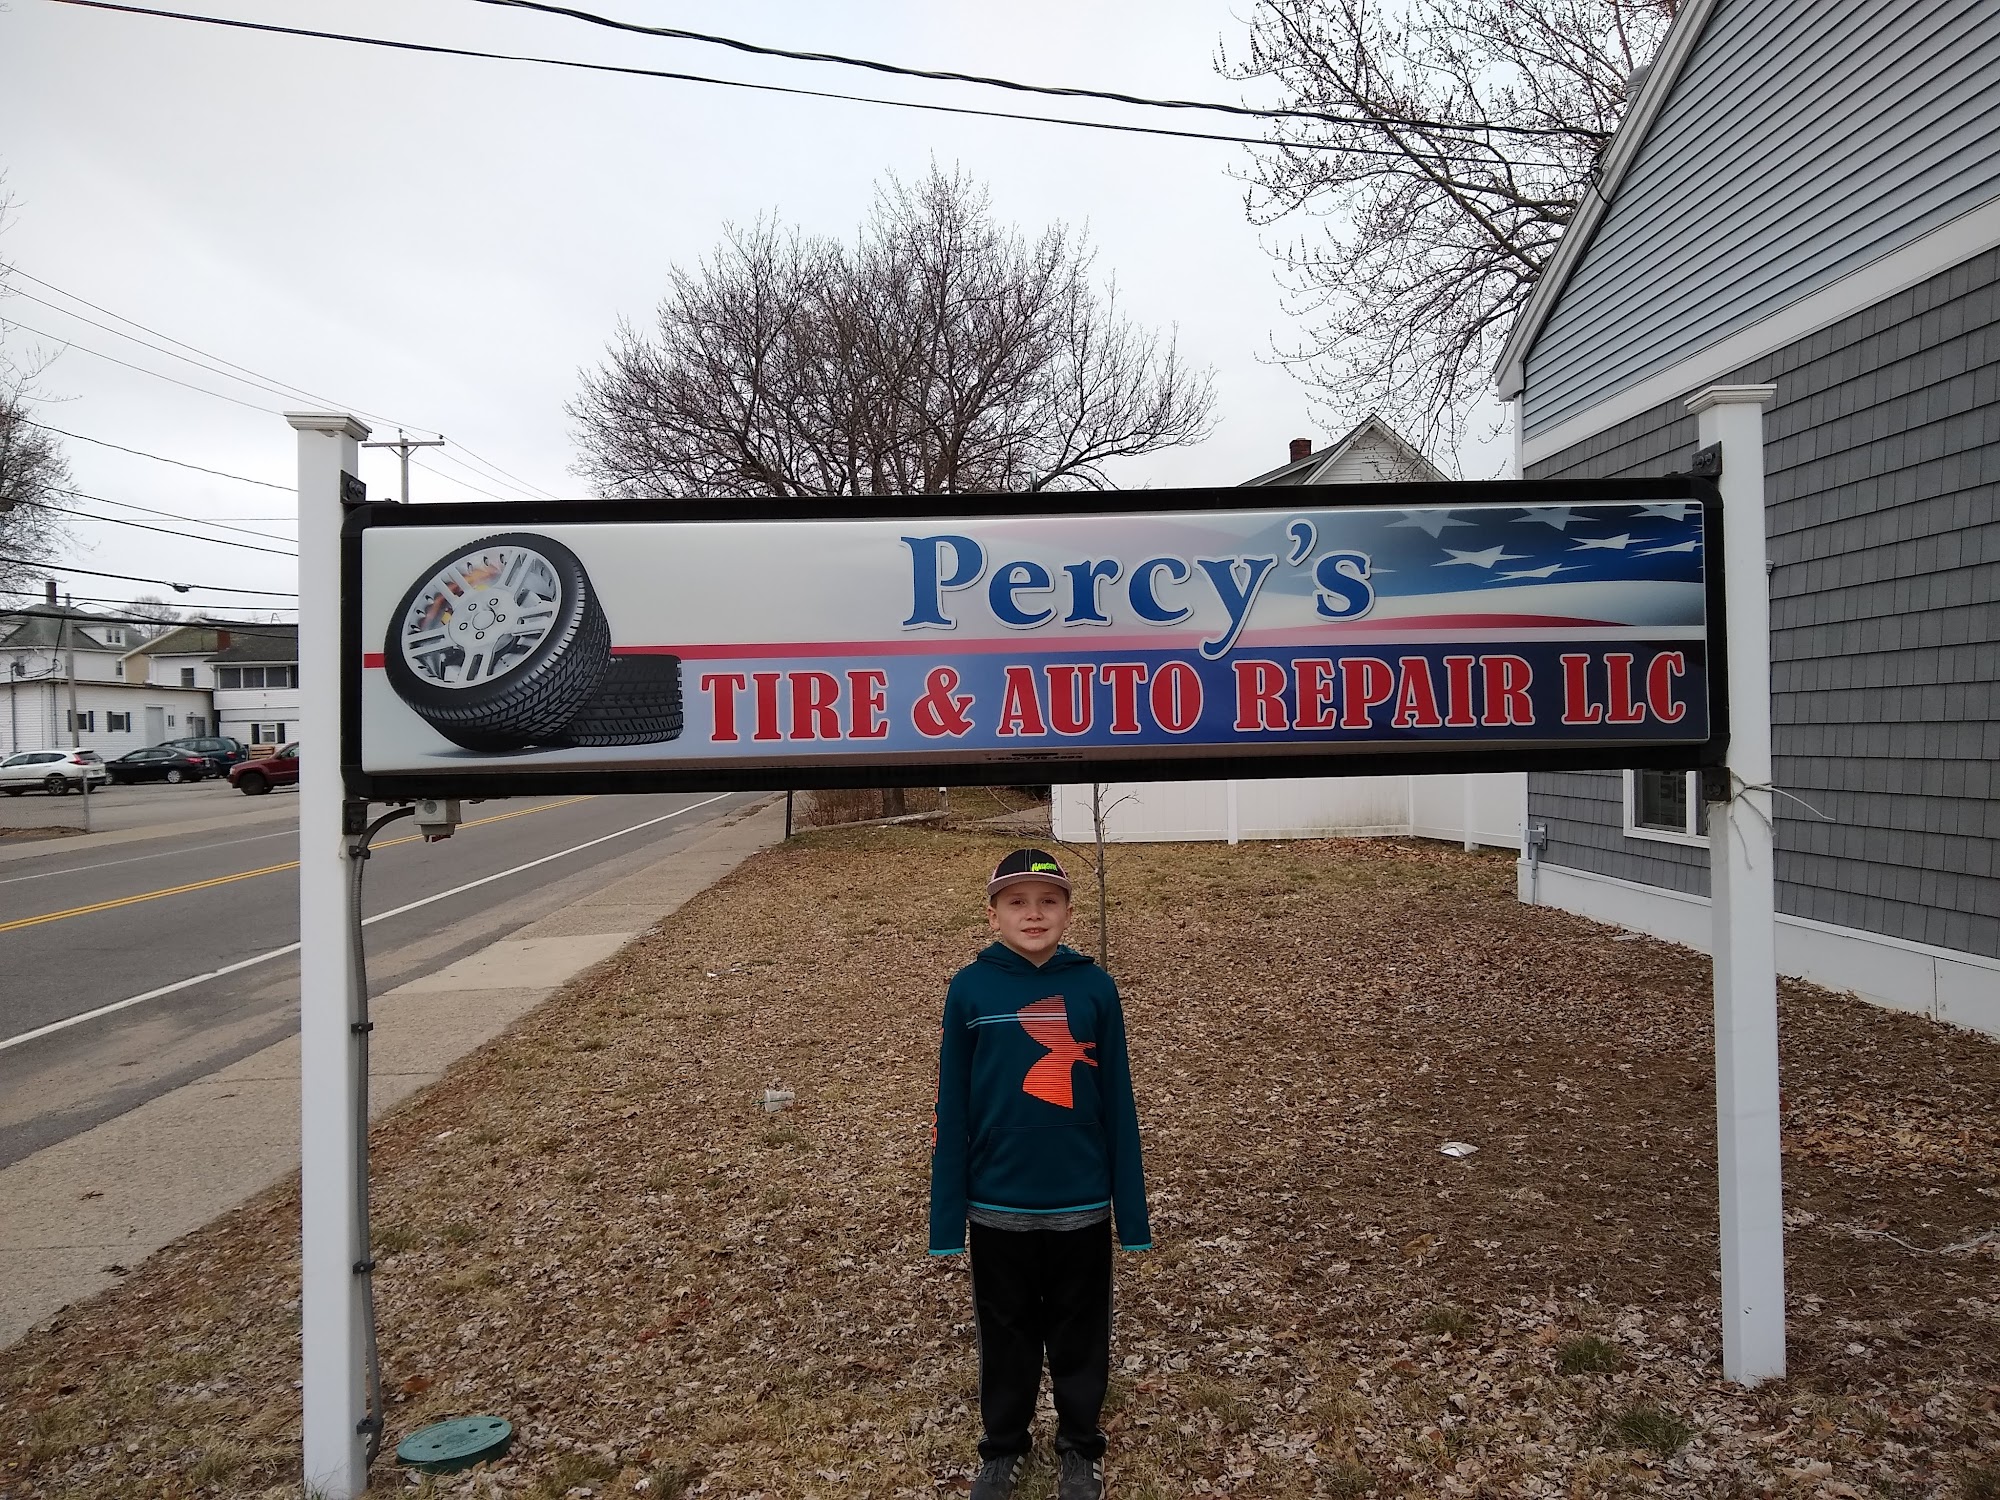 Percy's
TIRE & AUTO REPAIR LLC